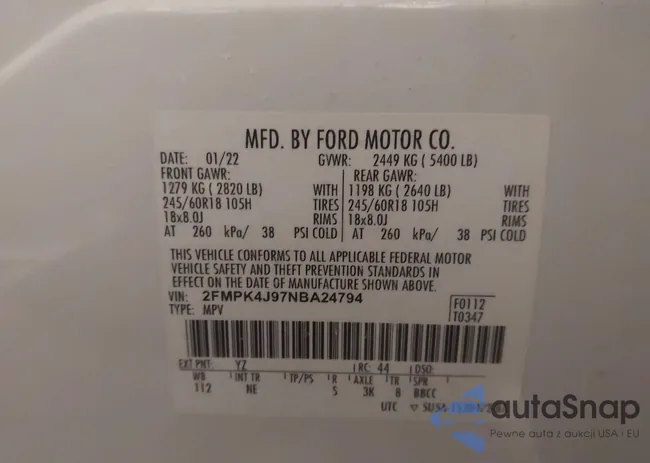 MFD. BY FORD MOTOR CO.
DATE: 01/22 GVWR: 2449 KG ( 5400 LB)
FRONT GAWR: REAR GAWR:
1279 KG ( 2820 LB) WITH 1198 KG ( 2640 LB) WITH
245/60R18 105H TIRES 245/60R18 105H TIRES
18x8.0J RIMS 18x8.0J RIMS
AT 260 kPa/ 38 PSI COLD AT 260 kPa/ 38 PSI COLD
THIS VEHICLE CONFORMS TO ALL APPLICABLE FEDERAL MOTOR
VEHICLE SAFETY AND THEFT PREVENTION STANDARDS IN
EFFECT ON THE DATE OF MANUFACTURE SHOWN ABOVE.
VIN: 2FMPK4J97NBA24794 F0112
TYPE: MPV T0347
EXT PNT: YZ RC: 44 DSO:
WB INT TR TP/PS R AXLE TR SPR
112 NE 5 3K 8 BBCC
UTC
autaSnap
Pewne auta z aukcji USA i EU